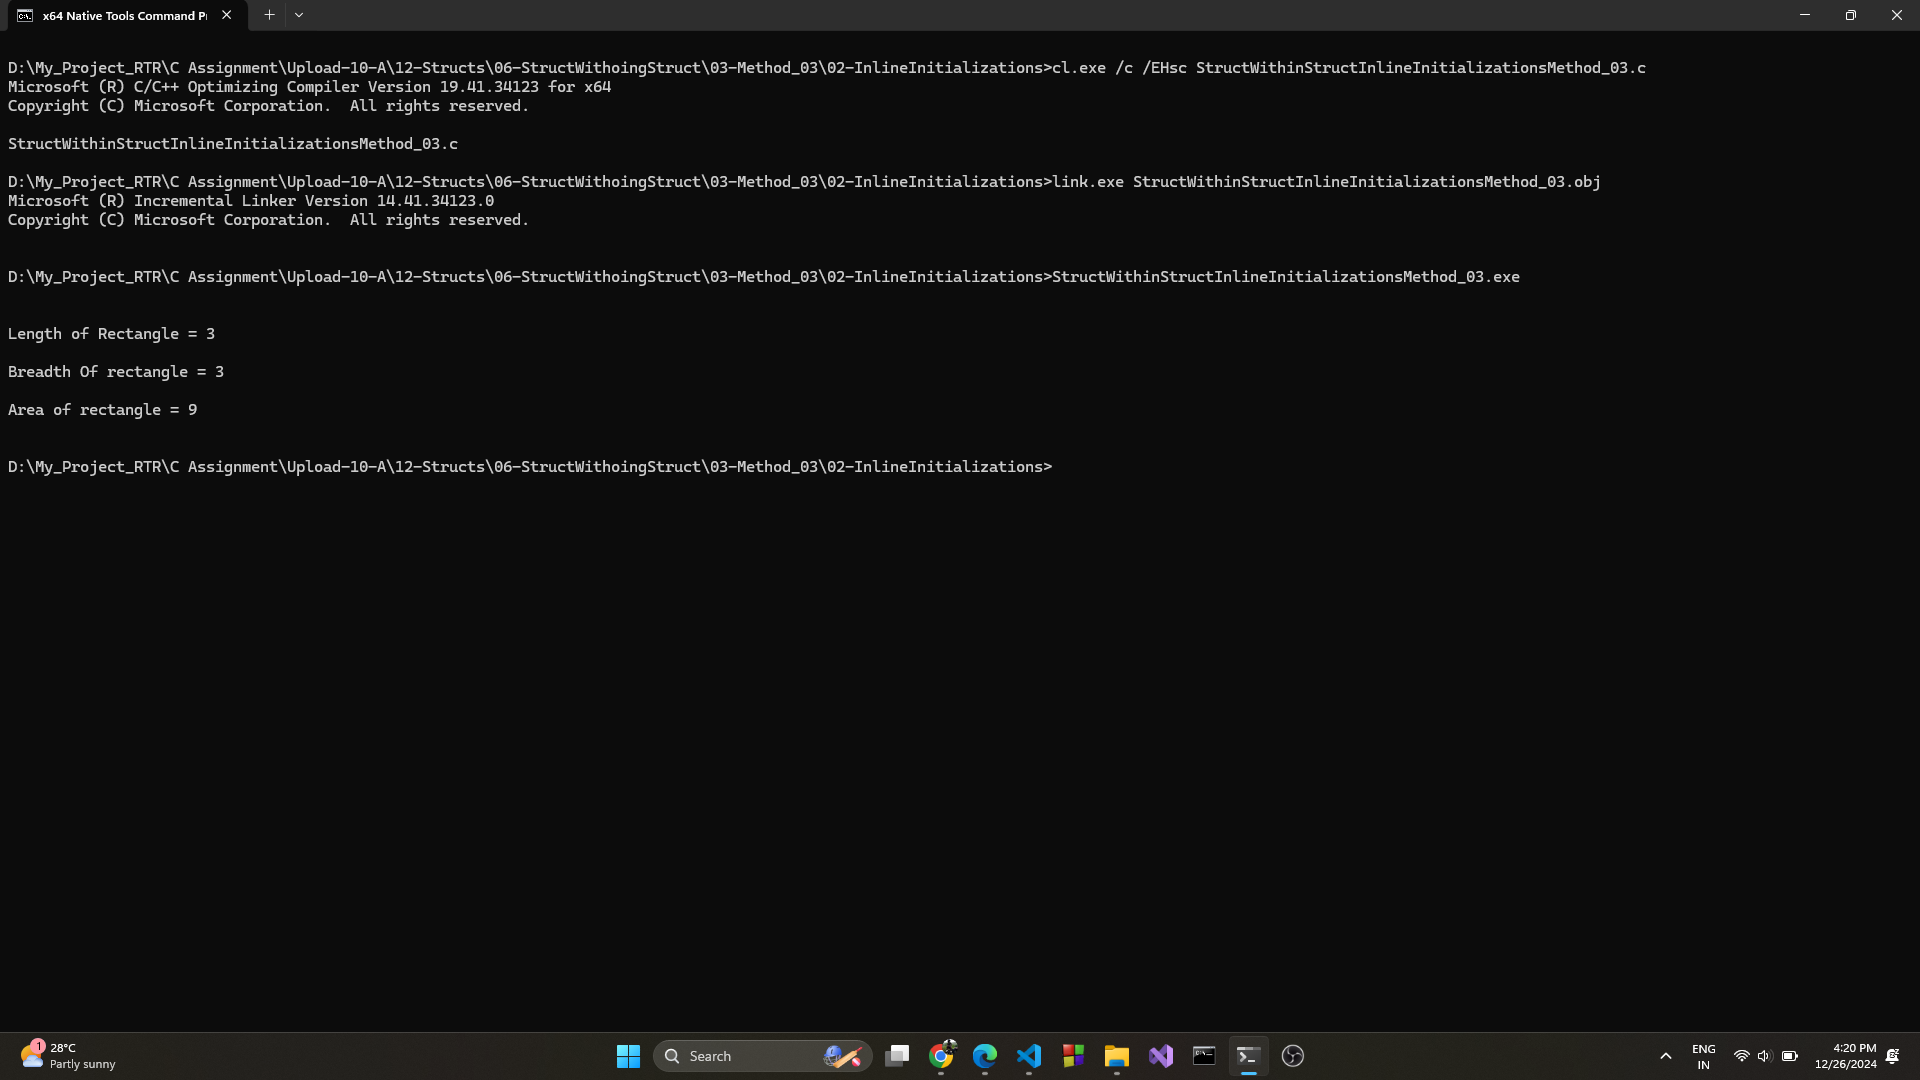 x64 Native Tools Command P
D:\My_Project_RTR\C Assignment\Upload-10-A\12-Structs\06-StructWithoingStruct\03-Method_03\02-InlineInitializations>cl.exe /c /EHsc StructWithinStructInlineInitializationsMethod_03.c
Microsoft (R) C/C++ Optimizing Compiler Version 19.41.34123 for x64
Copyright (C) Microsoft Corporation.  All rights reserved.
StructWithinStructInlineInitializationsMethod_03.c
D:\My_Project_RTR\C Assignment\Upload-10-A\12-Structs\06-StructWithoingStruct\03-Method_03\02-InlineInitializations>link.exe StructWithinStructInlineInitializationsMethod_03.obj
Microsoft (R) Incremental Linker Version 14.41.34123.0
Copyright (C) Microsoft Corporation.  All rights reserved.
D:\My_Project_RTR\C Assignment\Upload-10-A\12-Structs\06-StructWithoingStruct\03-Method_03\02-InlineInitializations>StructWithinStructInlineInitializationsMethod_03.exe
Length of Rectangle = 3
Breadth Of rectangle = 3
Area of rectangle = 9
D:\My_Project_RTR\C Assignment\Upload-10-A\12-Structs\06-StructWithoingStruct\03-Method_03\02-InlineInitializations>
1
28°C
Partly sunny
Search
ENG
IN
4:20 PM
12/26/2024